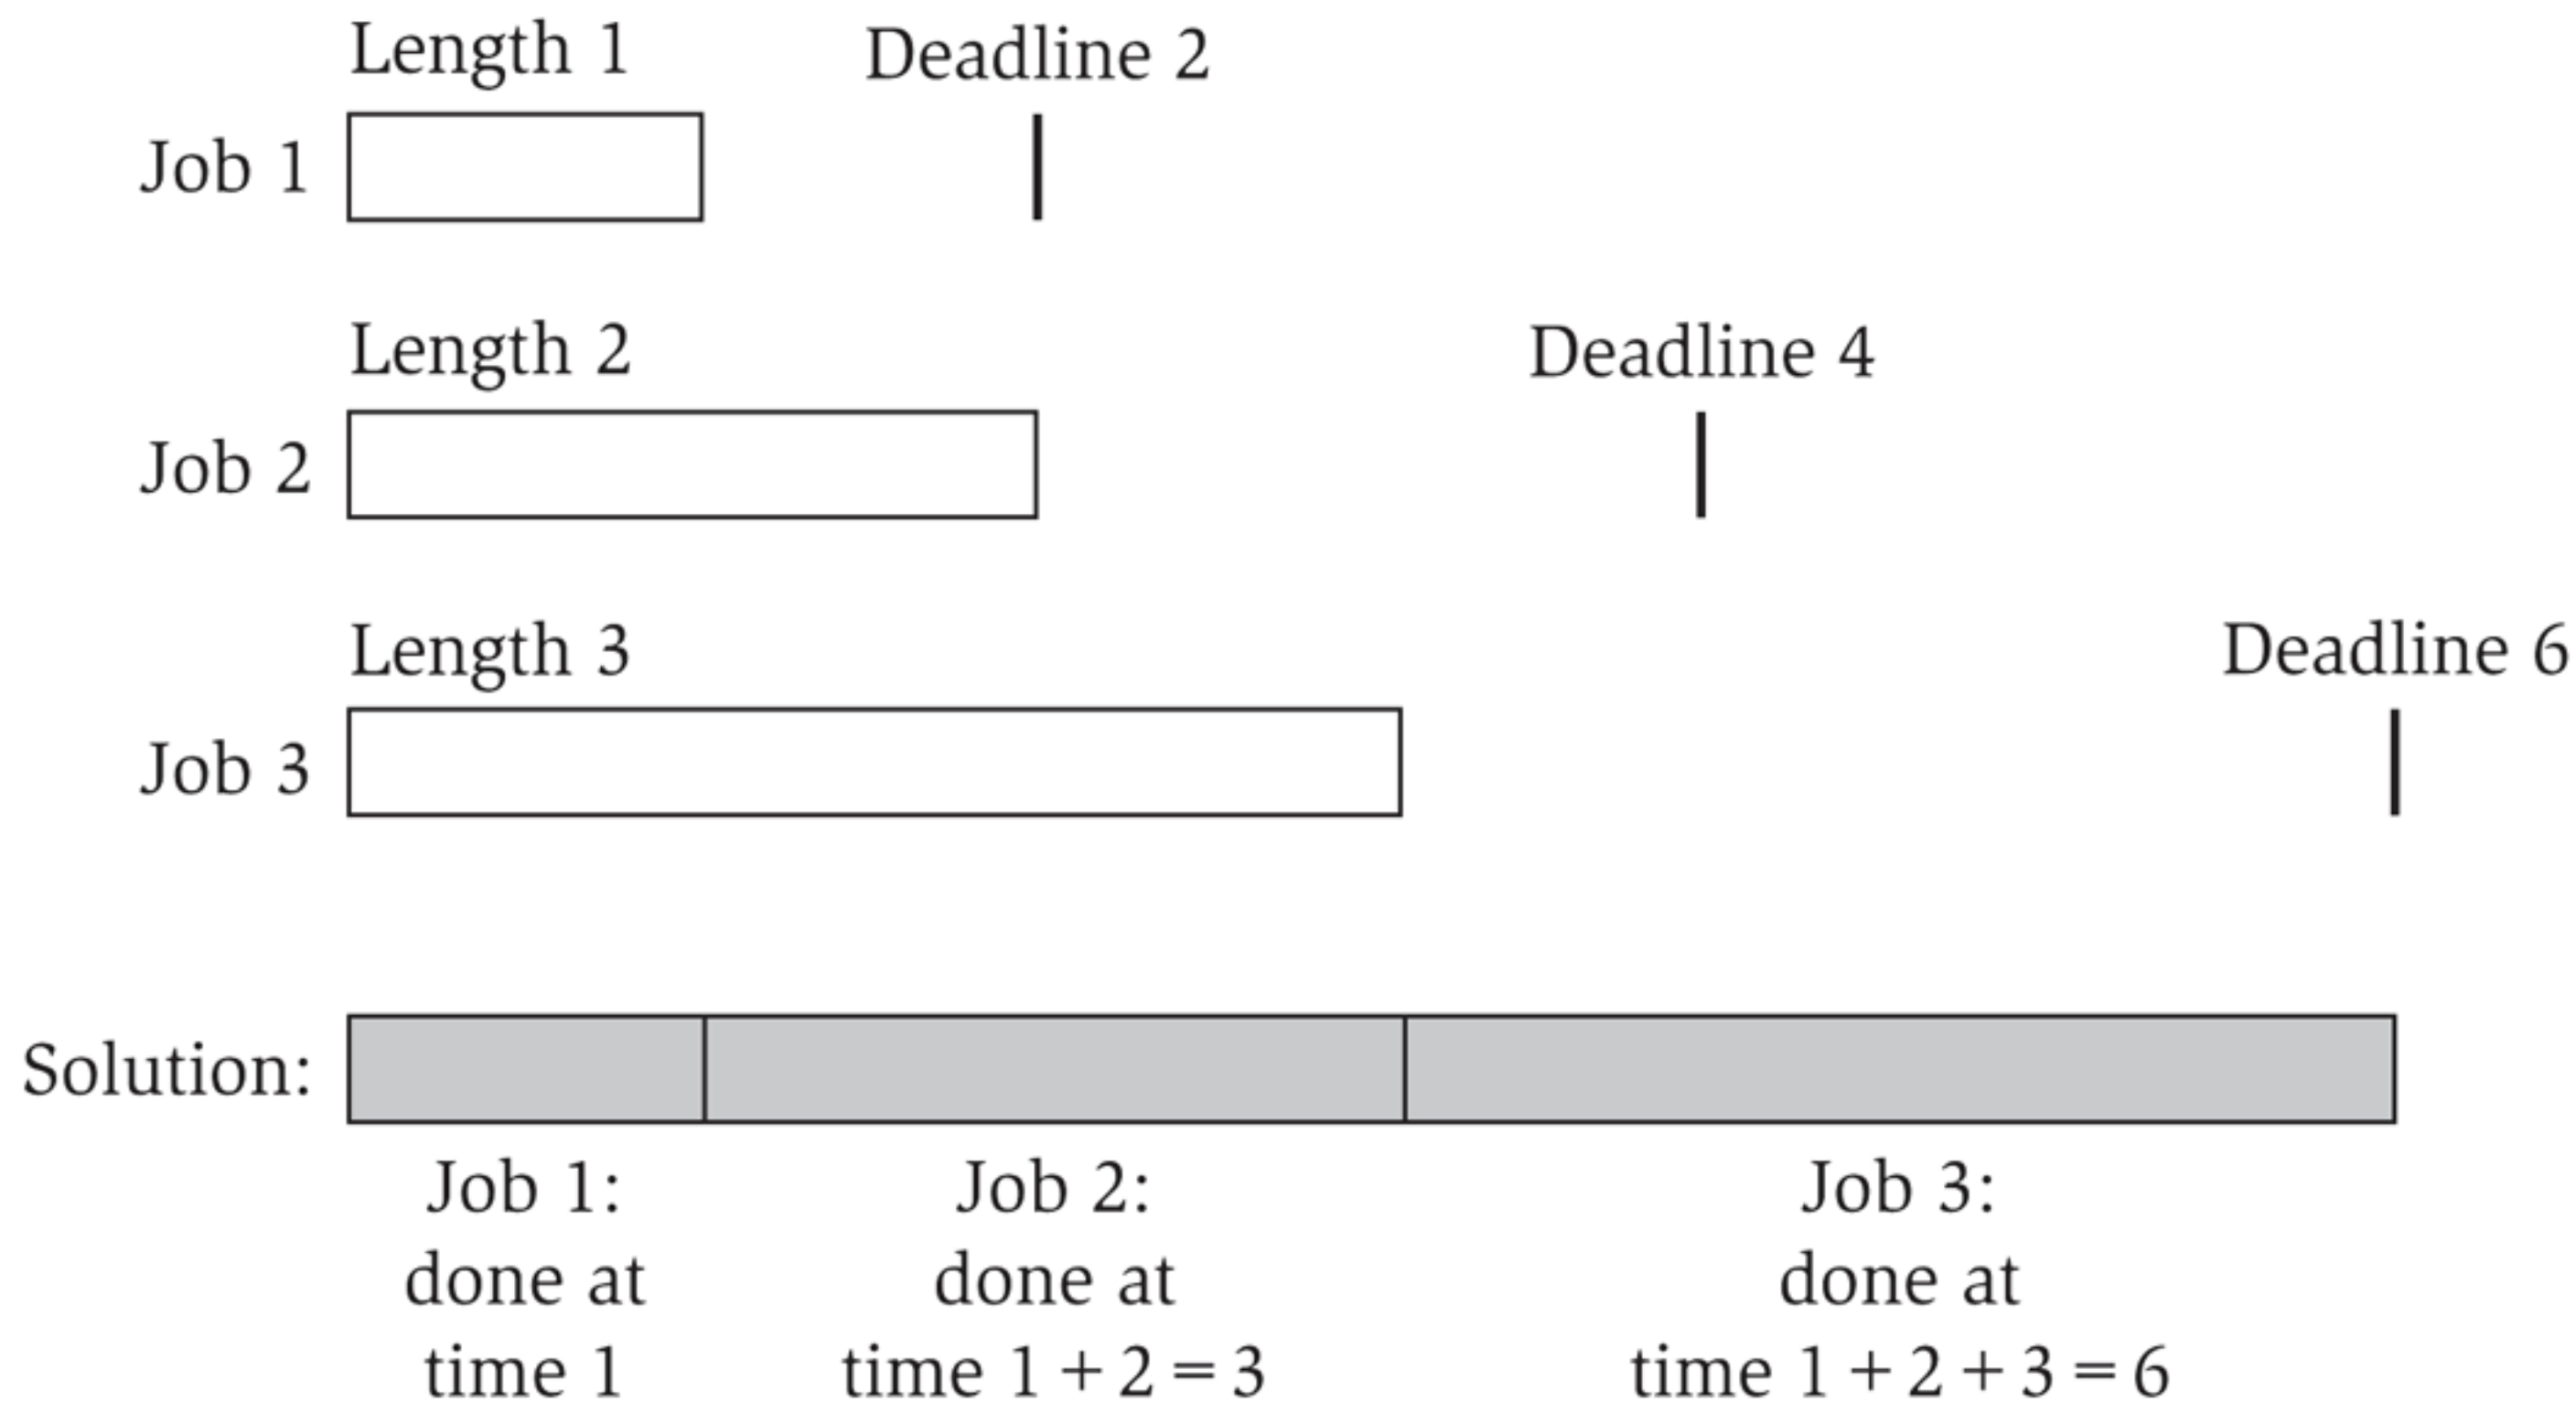 Length 1
Deadline 2
Job 1
Length 2
Deadline 4
Job 2
Length 3
Deadline 6
Job 3
Solution:
Job 1:
done at
time 1
Job 2:
done at
time 1 + 2 = 3
Job 3:
done at
time 1 + 2 + 3 = 6